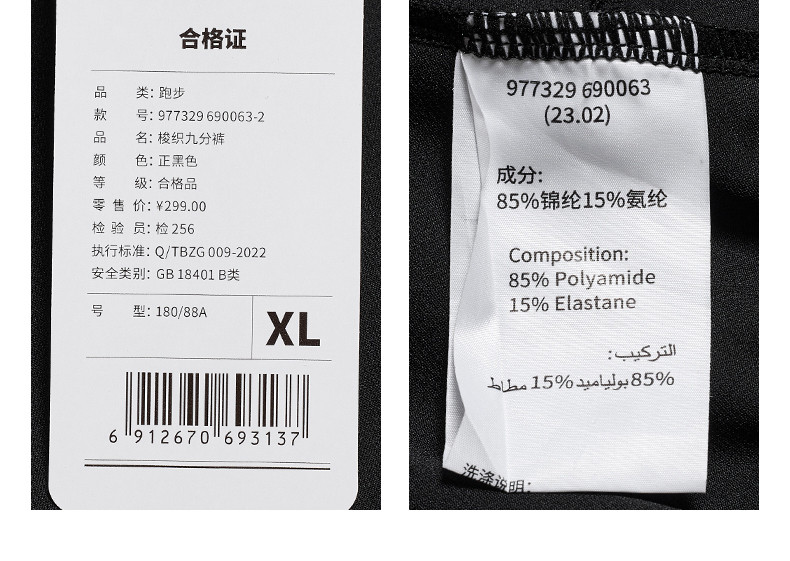 合格证
品 类: 跑步
款 号: 977329 690063-2
品 名: 梭织九分裤
颜 色: 正黑色
等 级: 合格品
零 售 价: ¥299.00
检 验 员: 检 256
执行标准: Q/TBZG 009-2022
安全类别: GB 18401 B类
号 型: 180/88A
XL
6 912670 693137
977329 690063
(23.02)
成分:
85%锦纶15%氨纶
Composition:
85% Polyamide
15% Elastane
التركيب:
85% بولياميد 15% مطاط
洗涤说明: